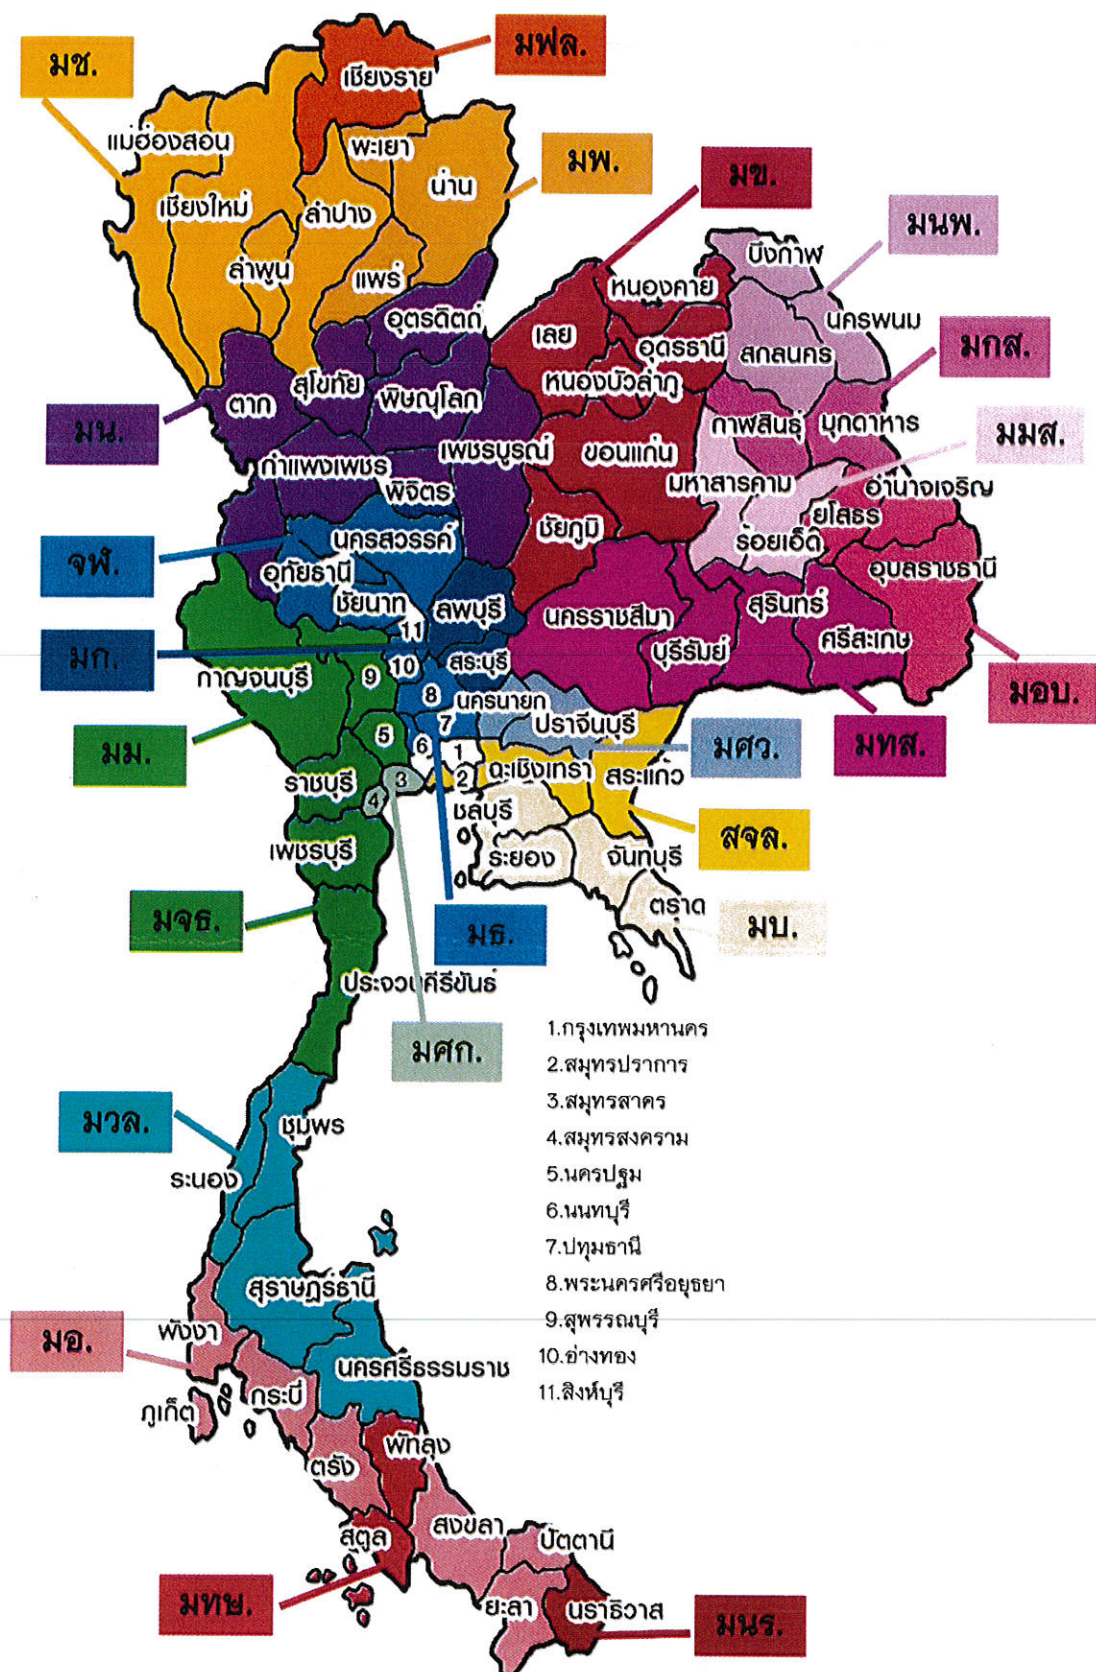 มฟล.
มช.
เชียงราย
แม่ฮ่องสอน
พะเยา
มพ.
น่าน
มข.
เชียงใหม่
ลำปาง
มนพ.
ลำพูน
แพร่
บึงกาฬ
หนองคาย
อุตรดิตถ์
นครพนม
เลย
อุดรธานี
สกลนคร
มกส.
สุโขทัย
หนองบัวลำภู
ตาก
พิษณุโลก
มน.
กาฬสินธุ์
มุกดาหาร
มมส.
เพชรบูรณ์
ขอนแก่น
กำแพงเพชร
มหาสารคาม
อำนาจเจริญ
พิจิตร
ยโสธร
ชัยภูมิ
นครสวรรค์
ร้อยเอ็ด
จฬ.
อุบลราชธานี
อุทัยธานี
ชัยนาท
ลพบุรี
สุรินทร์
นครราชสีมา
11
ศรีสะเกษ
มก.
บุรีรัมย์
สระบุรี
10
กาญจนบุรี
9
มอบ.
8
นครนายก
ปราจีนบุรี
7
มม.
5
6
1
มศว.
มทส.
ฉะเชิงเทรา
สระแก้ว
ราชบุรี
3
2
4
ชลบุรี
สจล.
เพชรบุรี
ระยอง
จันทบุรี
ตราด
มจธ.
มธ.
มบ.
ประจวบคีรีขันธ์
1.กรุงเทพมหานคร
มศก.
2.สมุทรปราการ
3.สมุทรสาคร
มวล.
ชุมพร
4.สมุทรสงคราม
ระนอง
5.นครปฐม
6.นนทบุรี
7.ปทุมธานี
สุราษฎร์ธานี
8.พระนครศรีอยุธยา
9.สุพรรณบุรี
มอ.
พังงา
10.อ่างทอง
นครศรีธรรมราช
11.สิงห์บุรี
กระบี่
ภูเก็ต
พัทลุง
ตรัง
สงขลา
สตูล
ปัตตานี
มทษ.
ยะลา
นราธิวาส
มนร.